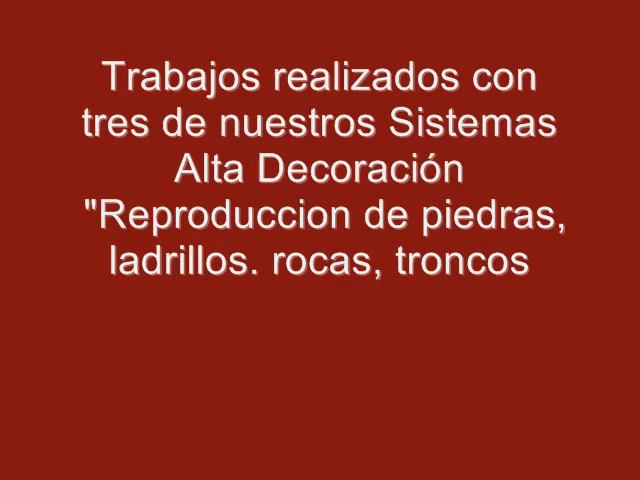 Trabajos realizados con
tres de nuestros Sistemas
Alta Decoración
"Reproduccion de piedras,
ladrillos. rocas, troncos